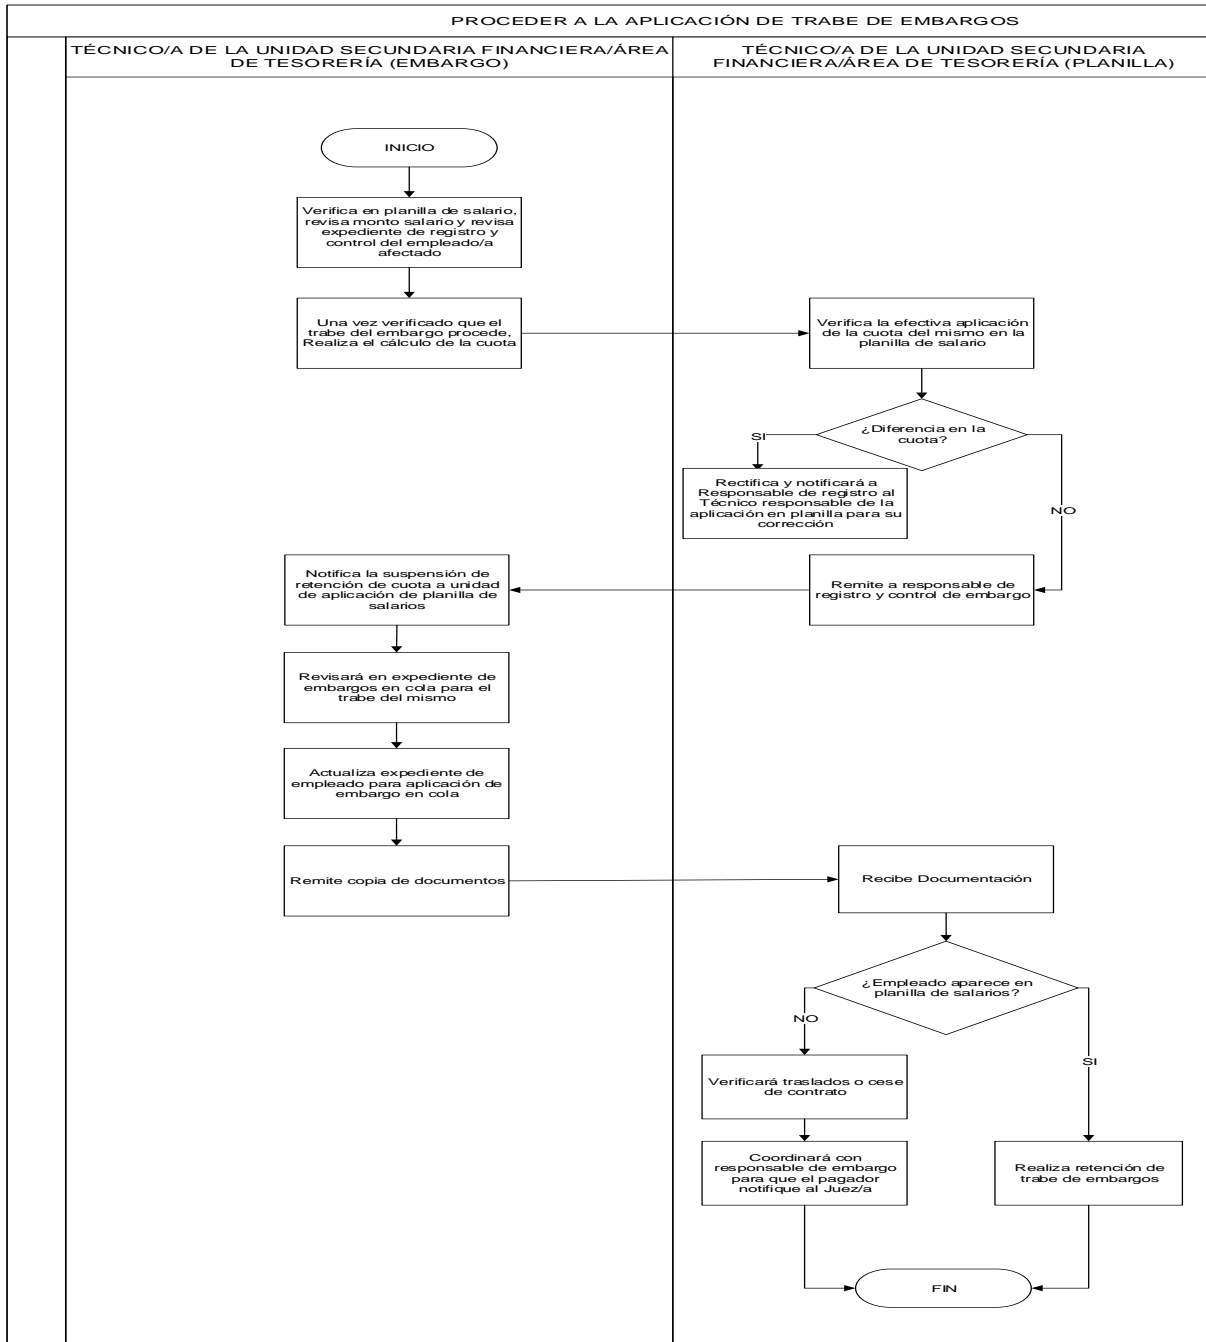 PROCEDER A LA APLICACIÓN DE TRABE DE EMBARGOS
TÉCNICO/A DE LA UNIDAD SECUNDARIA FINANCIERA/ÁREA
DE TESORERÍA (EMBARGO)
TÉCNICO/A DE LA UNIDAD SECUNDARIA
FINANCIERA/ÁREA DE TESORERÍA (PLANILLA)
INICIO
Verifica en planilla de salario,
revisa monto salario y revisa
expediente de registro y
control del empleado/a
afectado
Una vez verificado que el
trabe del embargo procede,
Realiza el cálculo de la cuota
Verifica la efectiva aplicación
de la cuota del mismo en la
planilla de salario
¿Diferencia en la
cuota?
SI
Rectifica y notificará a
Responsable de registro al
Técnico responsable de la
aplicación en planilla para su
corrección
NO
Remite a responsable de
registro y control de embargo
Notifica la suspensión de
retención de cuota a unidad
de aplicación de planilla de
salarios
Revisará en expediente de
embargos en cola para el
trabe del mismo
Actualiza expediente de
empleado para aplicación de
embargo en cola
Remite copia de documentos
Recibe Documentación
¿Empleado aparece en
planilla de salarios?
NO
SI
Verificará traslados o cese
de contrato
Coordinará con
responsable de embargo
para que el pagador
notifique al Juez/a
Realiza retención de
trabe de embargos
FIN